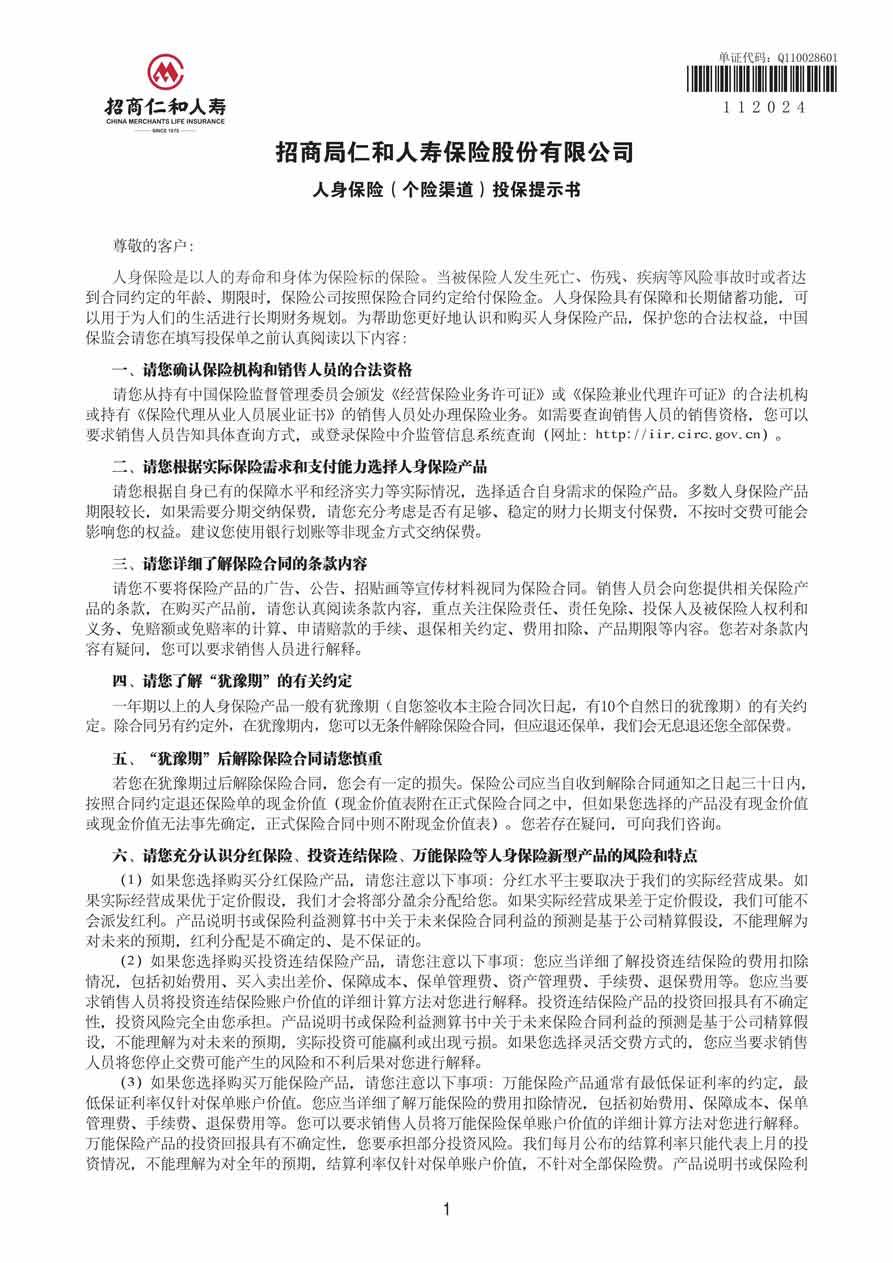 单证代码：Q110028601
112024
招商仁和人寿
CHINA MERCHANTS LIFE INSURANCE
SINCE 1875
招商局仁和人寿保险股份有限公司
人身保险（个险渠道）投保提示书
尊敬的客户：
人身保险是以人的寿命和身体为保险标的保险。当被保险人发生死亡、伤残、疾病等风险事故时或者达
到合同约定的年龄、期限时，保险公司按照保险合同约定给付保险金。人身保险具有保障和长期储蓄功能，可
以用于为人们的生活进行长期财务规划。为帮助您更好地认识和购买人身保险产品，保护您的合法权益，中国
保监会请您在填写投保单之前认真阅读以下内容：
一、请您确认保险机构和销售人员的合法资格
请您从持有中国保险监督管理委员会颁发《经营保险业务许可证》或《保险兼业代理许可证》的合法机构
或持有《保险代理从业人员展业证书》的销售人员处办理保险业务。如需要查询销售人员的销售资格，您可以
要求销售人员告知具体查询方式，或登录保险中介监管信息系统查询（网址：http://iir.circ.gov.cn）。
二、请您根据实际保险需求和支付能力选择人身保险产品
请您根据自身已有的保障水平和经济实力等实际情况，选择适合自身需求的保险产品。多数人身保险产品
期限较长，如果需要分期交纳保费，请您充分考虑是否有足够、稳定的财力长期支付保费，不按时交费可能会
影响您的权益。建议您使用银行划账等非现金方式交纳保费。
三、请您详细了解保险合同的条款内容
请您不要将保险产品的广告、公告、招贴画等宣传材料视同为保险合同。销售人员会向您提供相关保险产
品的条款，在购买产品前，请您认真阅读条款内容，重点关注保险责任、责任免除、投保人及被保险人权利和
义务、免赔额或免赔率的计算、申请赔款的手续、退保相关约定、费用扣除、产品期限等内容。您若对条款内
容有疑问，您可以要求销售人员进行解释。
四、请您了解“犹豫期”的有关约定
一年期以上的人身保险产品一般有犹豫期（自您签收本主险合同次日起，有10个自然日的犹豫期）的有关约
定。除合同另有约定外，在犹豫期内，您可以无条件解除保险合同，但应退还保单，我们会无息退还您全部保费。
五、“犹豫期”后解除保险合同请您慎重
若您在犹豫期过后解除保险合同，您会有一定的损失。保险公司应当自收到解除合同通知之日起三十日内，
按照合同约定退还保险单的现金价值（现金价值表附在正式保险合同之中，但如果您选择的产品没有现金价值
或现金价值无法事先确定，正式保险合同中则不附现金价值表）。您若存在疑问，可向我们咨询。
六、请您充分认识分红保险、投资连结保险、万能保险等人身保险新型产品的风险和特点
（1）如果您选择购买分红保险产品，请您注意以下事项：分红水平主要取决于我们的实际经营成果。如
果实际经营成果优于定价假设，我们才会将部分盈余分配给您。如果实际经营成果差于定价假设，我们可能不
会派发红利。产品说明书或保险利益测算书中关于未来保险合同利益的预测是基于公司精算假设，不能理解为
对未来的预期，红利分配是不确定的、是不保证的。
（2）如果您选择购买投资连结保险产品，请您注意以下事项：您应当详细了解投资连结保险的费用扣除
情况，包括初始费用、买入卖出差价、保障成本、保单管理费、资产管理费、手续费、退保费用等。您应当要
求销售人员将投资连结保险账户价值的详细计算方法对您进行解释。投资连结保险产品的投资回报具有不确定
性，投资风险完全由您承担。产品说明书或保险利益测算书中关于未来保险合同利益的预测是基于公司精算假
设，不能理解为对未来的预期，实际投资可能赢利或出现亏损。如果您选择灵活交费方式的，您应当要求销售
人员将您停止交费可能产生的风险和不利后果对您进行解释。
（3）如果您选择购买万能保险产品，请您注意以下事项：万能保险产品通常有最低保证利率的约定，最
低保证利率仅针对保单账户价值。您应当详细了解万能保险的费用扣除情况，包括初始费用、保障成本、保单
管理费、手续费、退保费用等。您可以要求销售人员将万能保险保单账户价值的详细计算方法对您进行解释。
万能保险产品的投资回报具有不确定性，您要承担部分投资风险。我们每月公布的结算利率只能代表上月的投
资情况，不能理解为对全年的预期，结算利率仅针对保单账户价值，不针对全部保险费。产品说明书或保险利
1